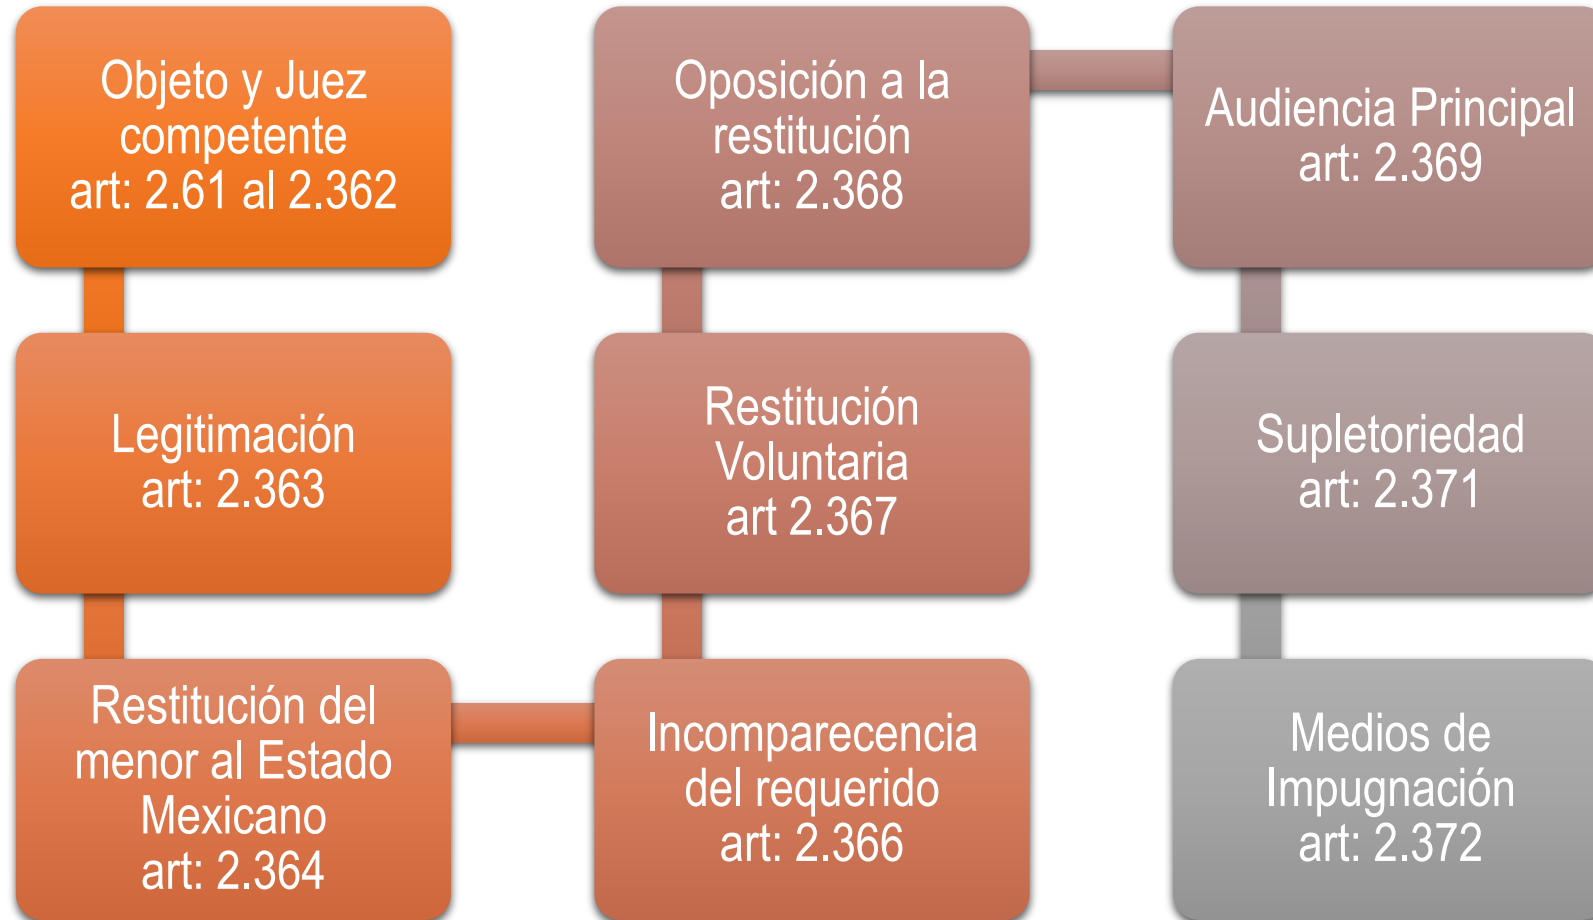 Objeto y Juez
competente
art: 2.61 al 2.362
Legitimación
art: 2.363
Restitución del
menor al Estado
Mexicano
art: 2.364
Incomparecencia
del requerido
art: 2.366
Restitución
Voluntaria
art 2.367
Oposición a la
restitución
art: 2.368
Audiencia Principal
art: 2.369
Supletoriedad
art: 2.371
Medios de
Impugnación
art: 2.372